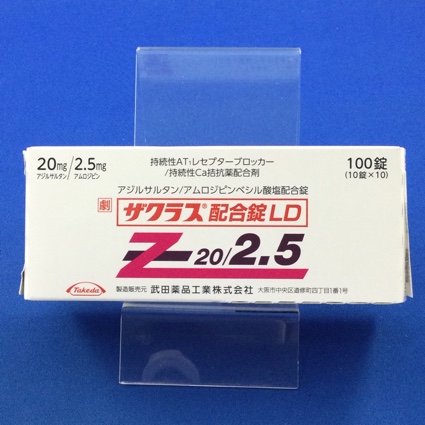 20mg/2.5mg
アジルサルタン/アムロジピン
持続性AT₁レセプターブロッカー
/持続性Ca拮抗薬配合剤
100錠
(10錠×10)
アジルサルタン/アムロジピンベシル酸塩配合錠
劇 ザクラス®配合錠LD
Z 20/2.5
Takeda
製造販売元 武田薬品工業株式会社 大阪市中央区道修町四丁目1番1号